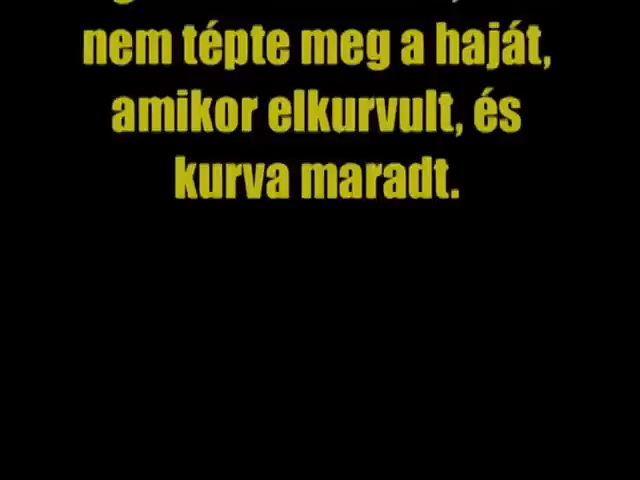 nem tépte meg a haját,
amikor elkurvult, és
kurva maradt.